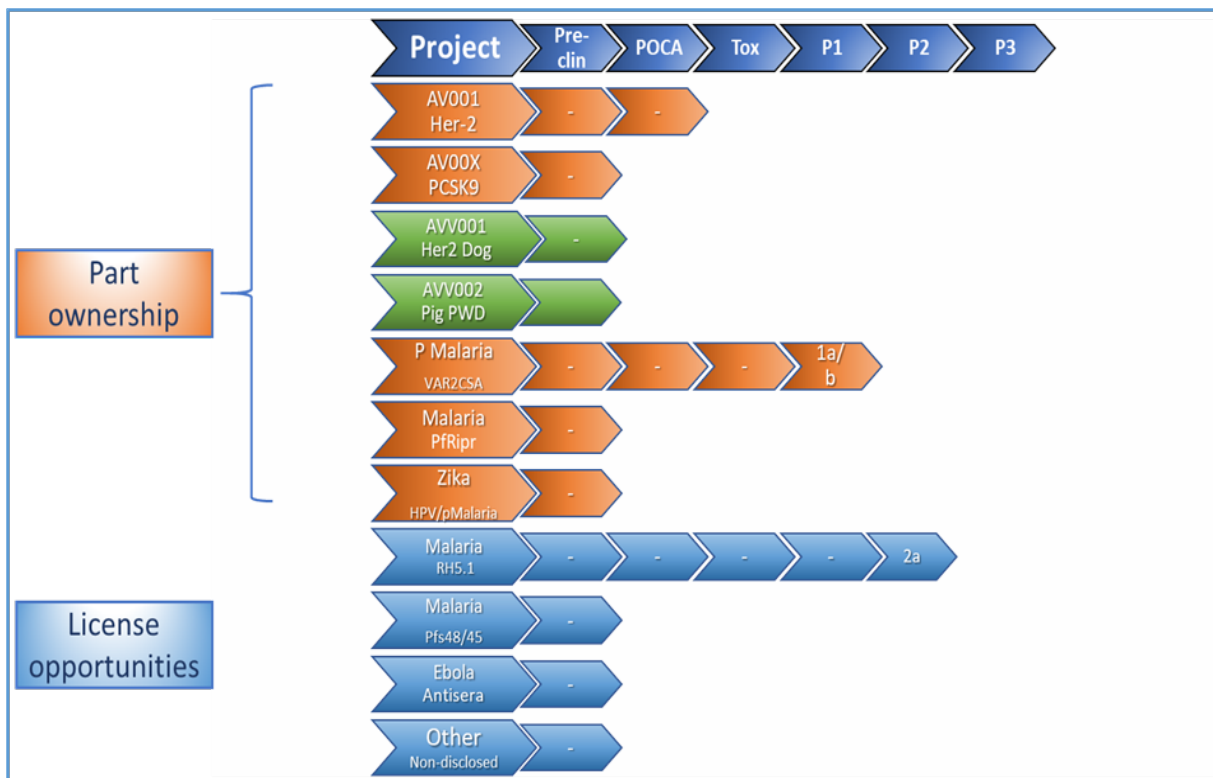 Project
Pre-
clin
POCA
Tox
P1
P2
P3
AV001
Her-2
-
-
AV00X
PCSK9
-
AVV001
Her2 Dog
-
AVV002
Pig PWD
Part
ownership
P Malaria
VAR2CSA
-
-
-
1a/
b
Malaria
PfRipr
-
Zika
HPV/pMalaria
-
Malaria
RH5.1
-
-
-
-
2a
License
opportunities
Malaria
Pfs48/45
-
Ebola
Antisera
-
Other
Non-disclosed
-